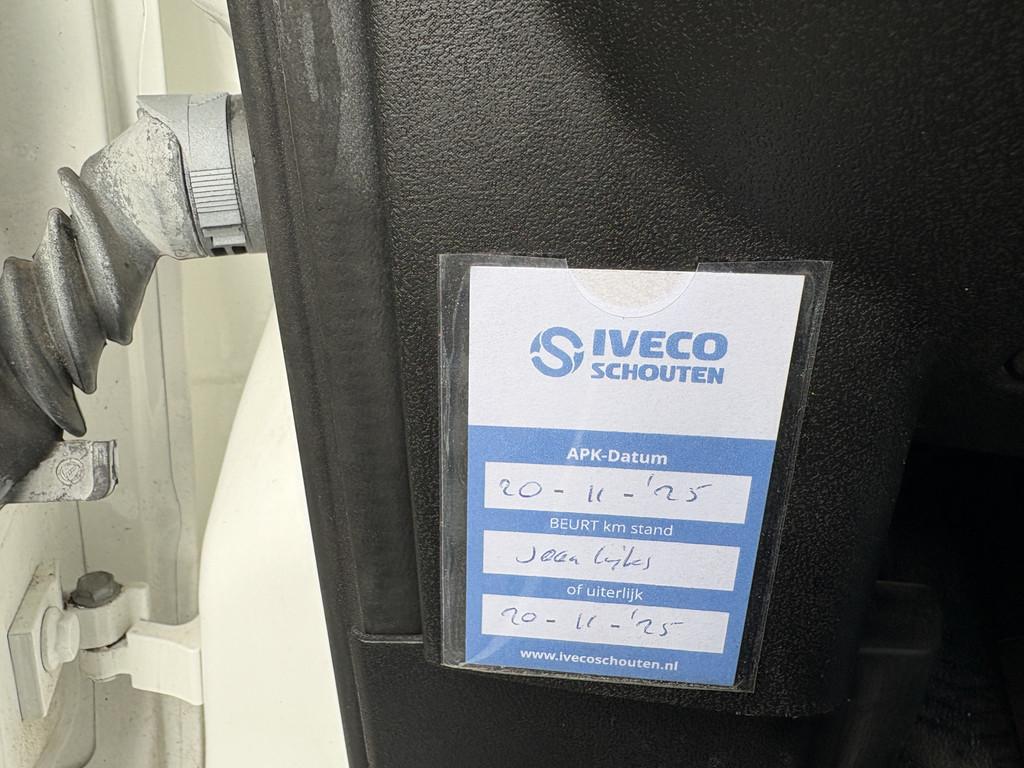 IVECO
SCHOUTEN
APK-Datum
20 - 11 - '25
BEURT km stand
Jaarlijks
of uiterlijk
20 - 11 - '25
www.ivecoschouten.nl